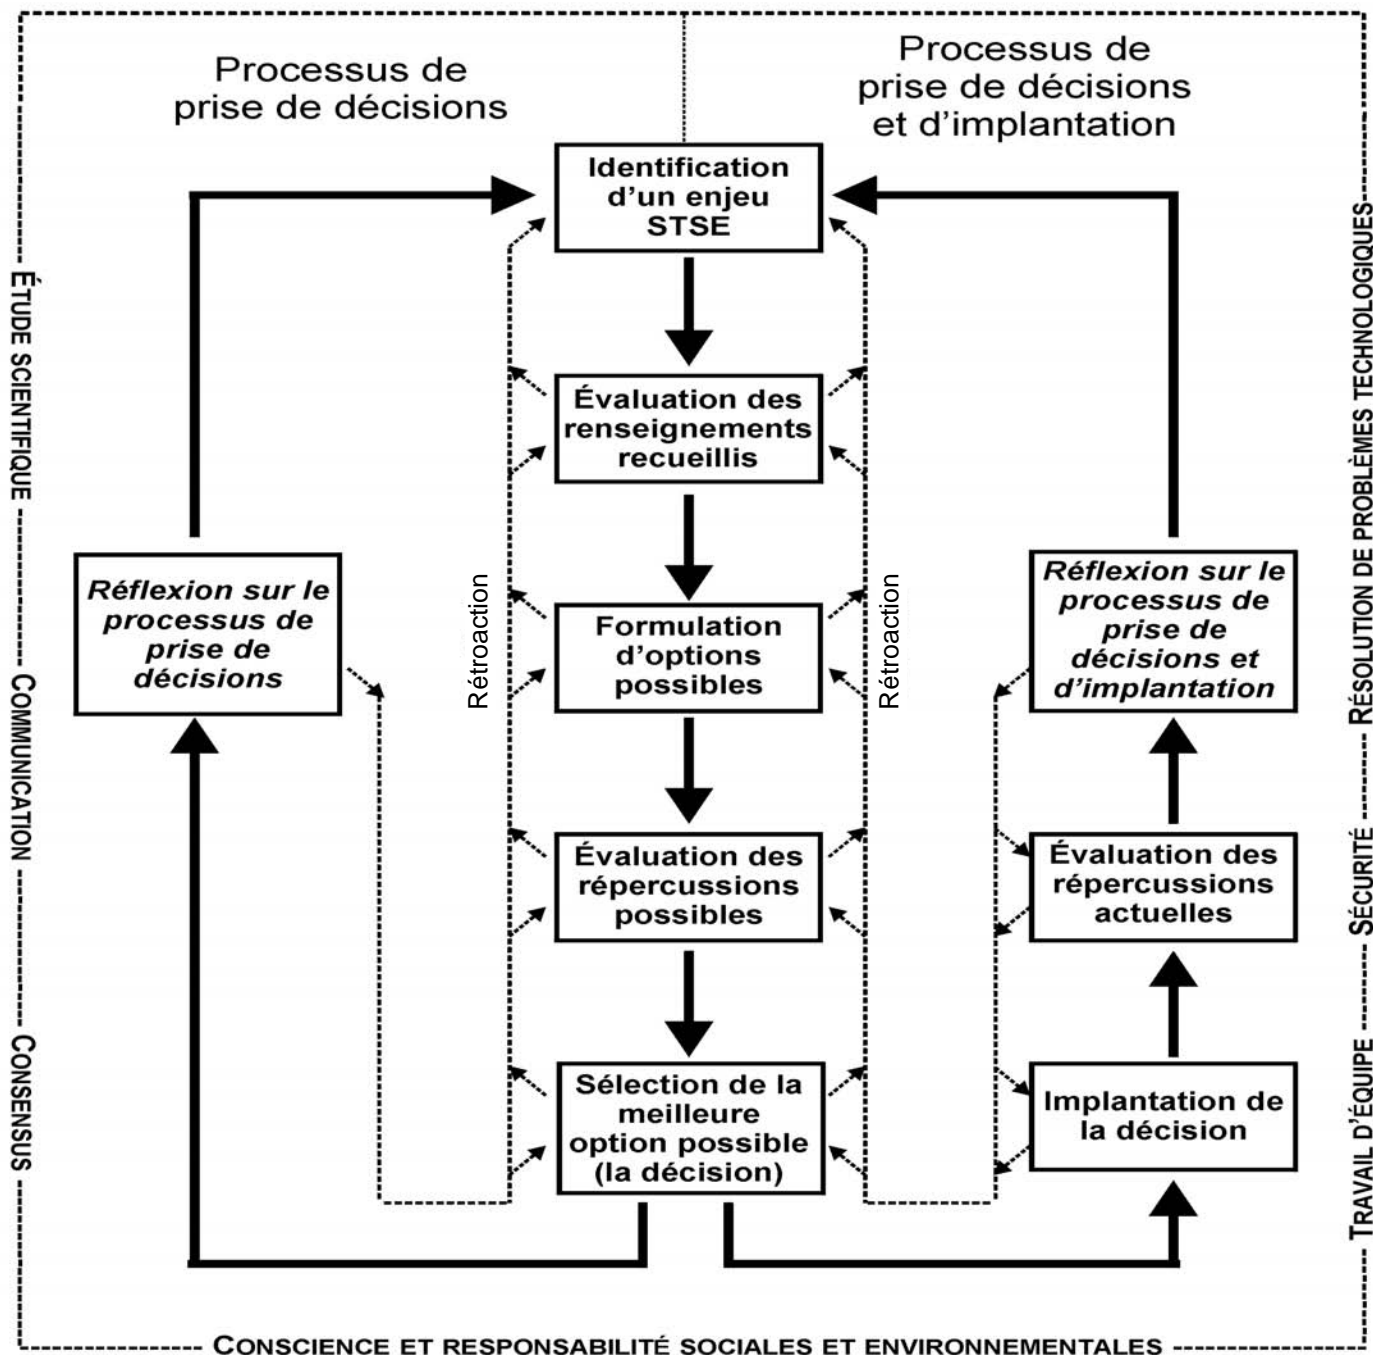 Processus de
prise de décisions
Processus de
prise de décisions
et d'implantation
Identification
d'un enjeu
STSE
Évaluation des
renseignements
recueillis
Formulation
d'options
possibles
Évaluation des
répercussions
possibles
Sélection de la
meilleure
option possible
(la décision)
Réflexion sur le
processus de
prise de
décisions
Rétroaction
Rétroaction
Réflexion sur le
processus de
prise de
décisions et
d'implantation
Évaluation des
répercussions
actuelles
Implantation de
la décision
ÉTUDE SCIENTIFIQUE
COMMUNICATION
CONSENSUS
RÉSOLUTION DE PROBLÈMES TECHNOLOGIQUES
SÉCURITÉ
TRAVAIL D'ÉQUIPE
CONSCIENCE ET RESPONSABILITÉ SOCIALES ET ENVIRONNEMENTALES